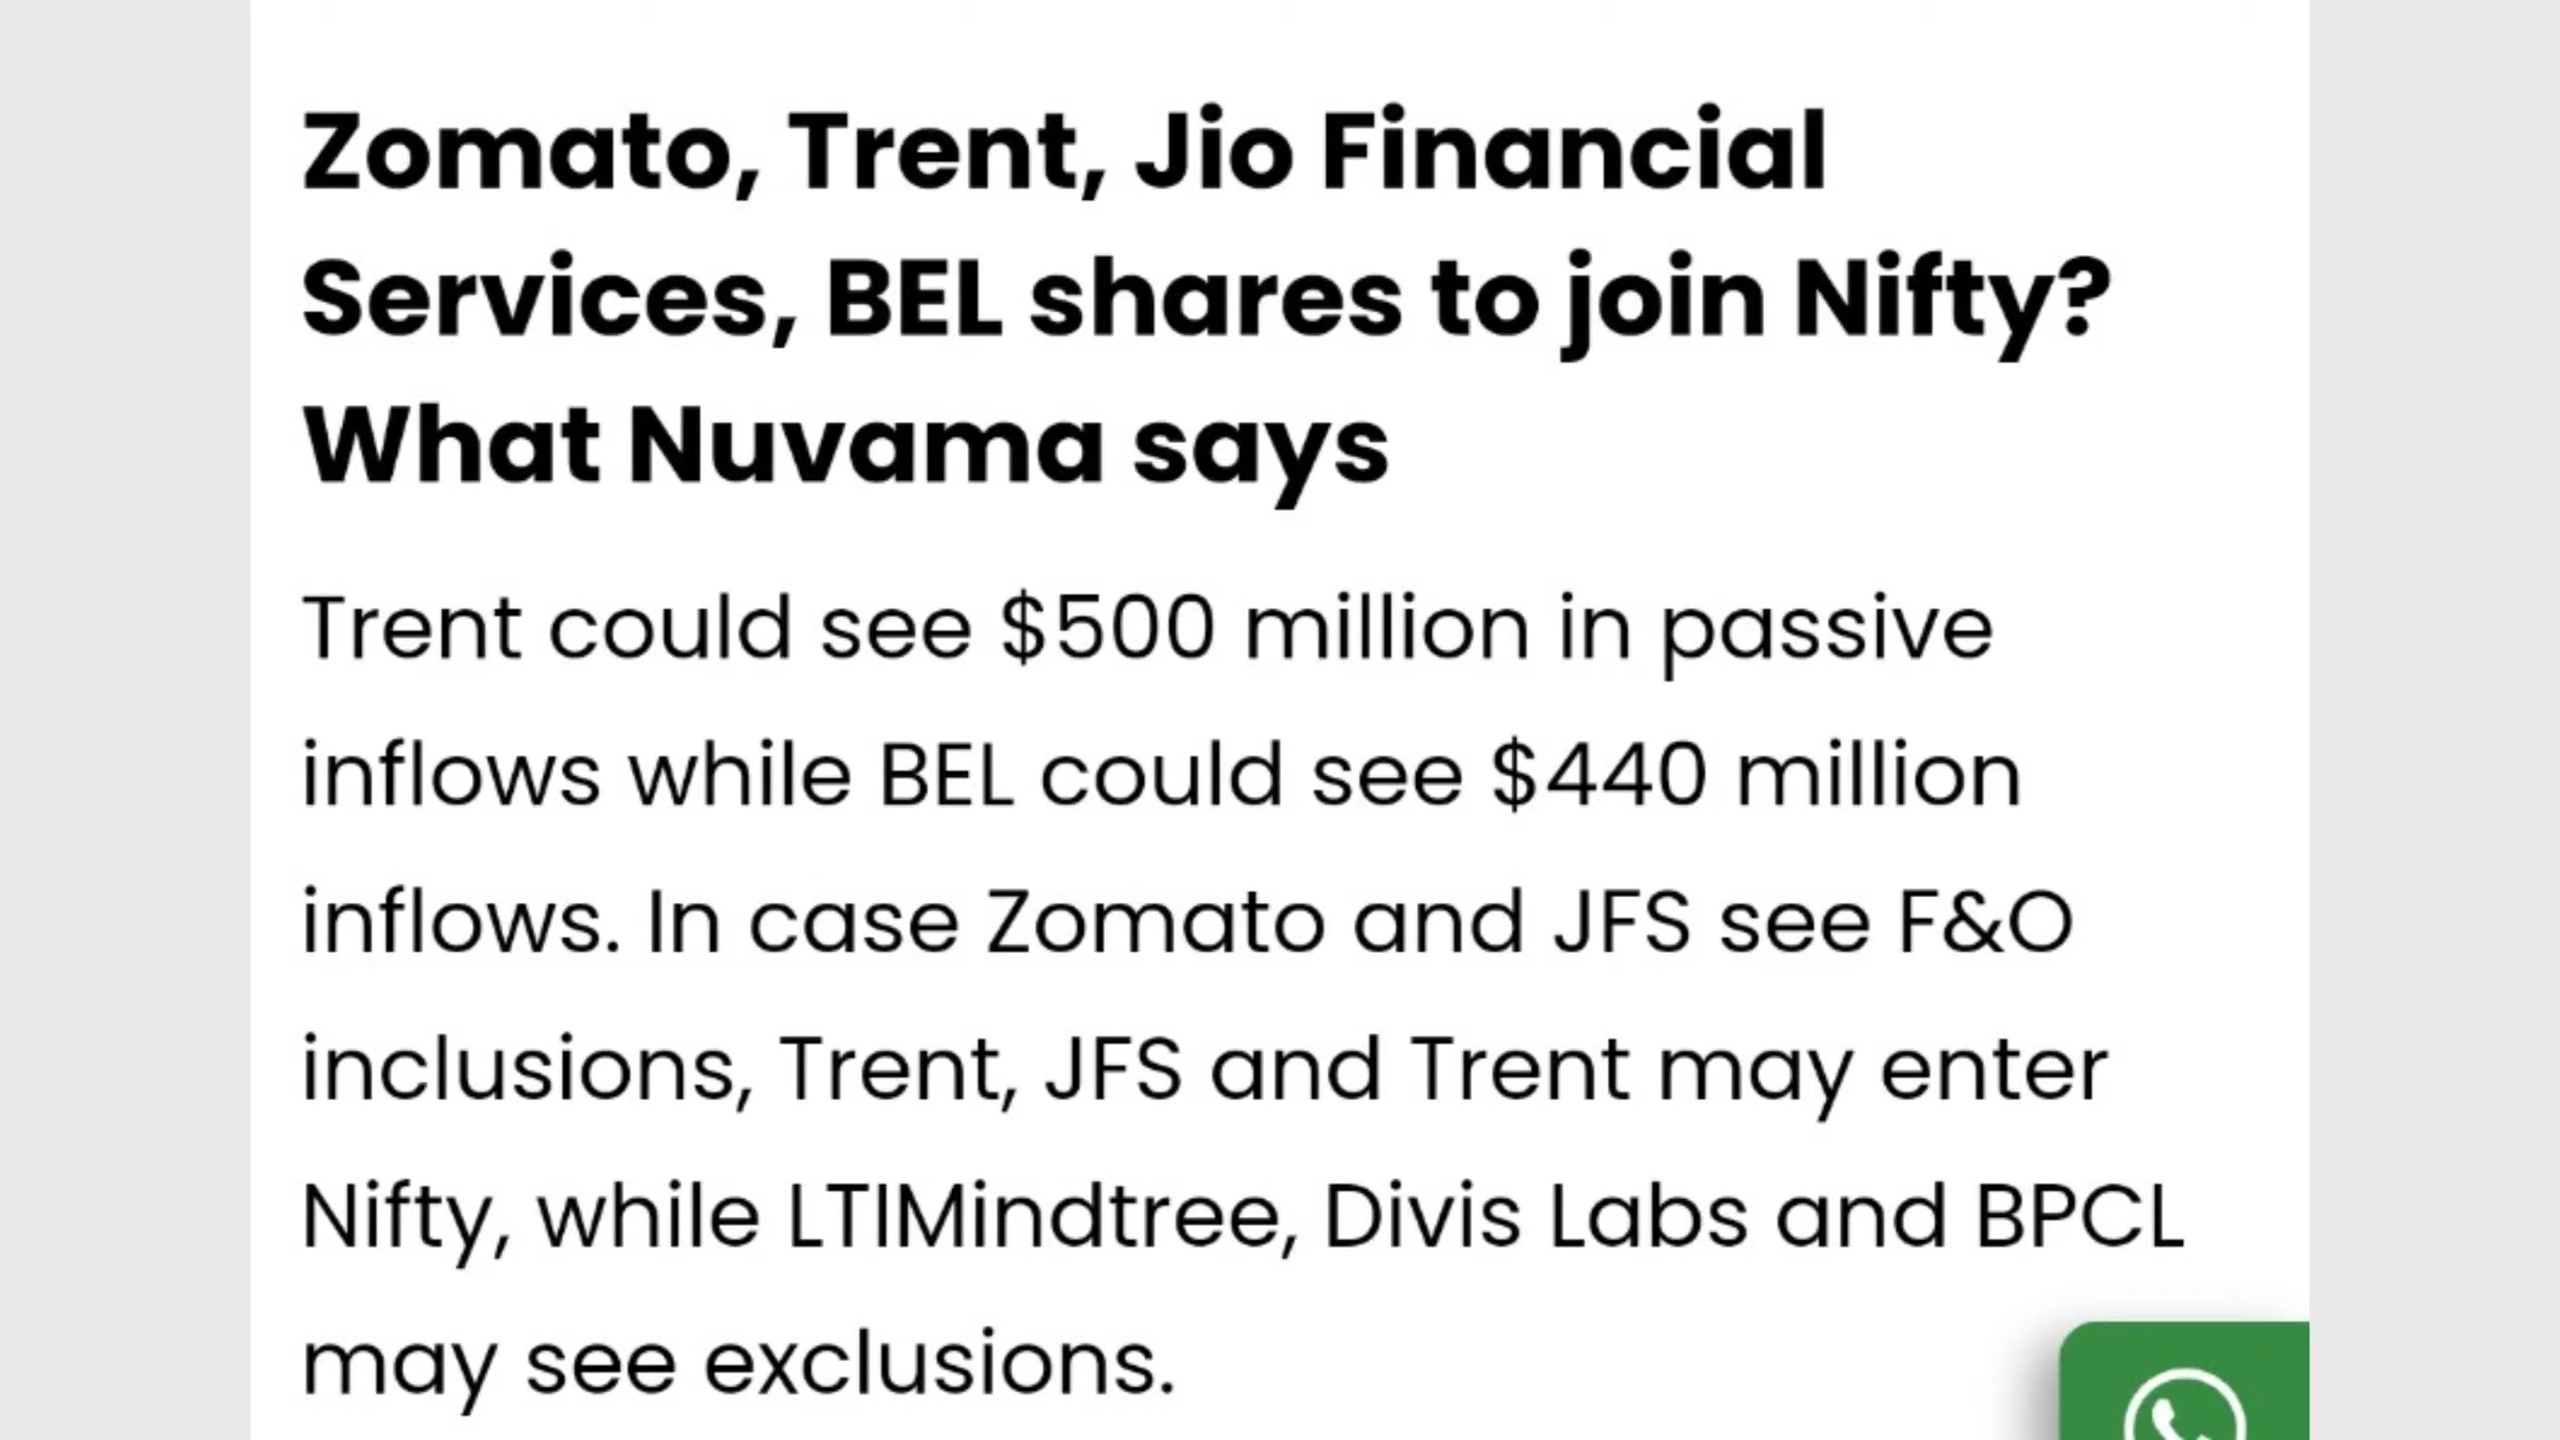 Zomato, Trent, Jio Financial
Services, BEL shares to join Nifty?
What Nuvama says
Trent could see $500 million in passive
inflows while BEL could see $440 million
inflows. In case Zomato and JFS see F&O
inclusions, Trent, JFS and Trent may enter
Nifty, while LTIMindtree, Divis Labs and BPCL
may see exclusions.